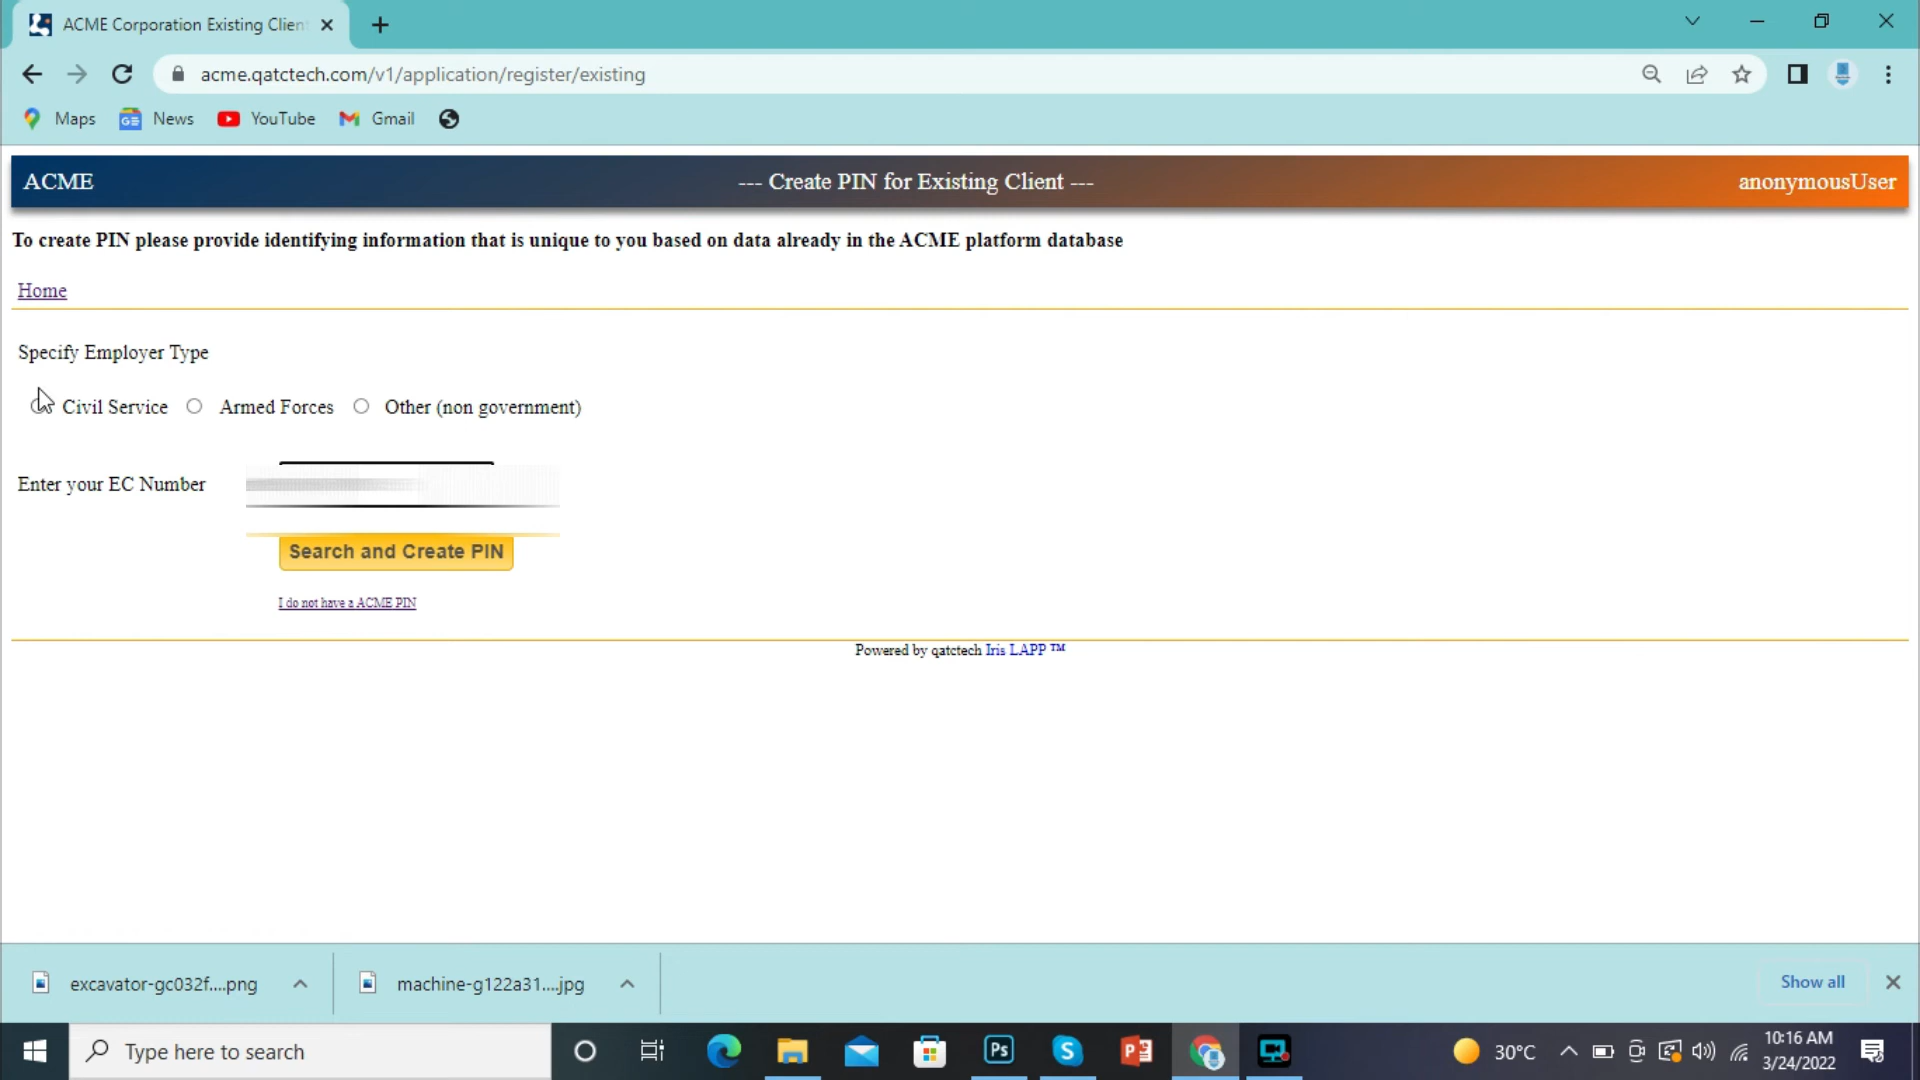 ACME Corporation Existing Clien
acme.qatctech.com/v1/application/register/existing
Maps News YouTube Gmail
ACME --- Create PIN for Existing Client --- anonymousUser
To create PIN please provide identifying information that is unique to you based on data already in the ACME platform database
Home
Specify Employer Type
Civil Service Armed Forces Other (non government)
Enter your EC Number
Search and Create PIN
I do not have a ACME PIN
Powered by qatctech Iris LAPP ™
excavator-gc032f....png machine-g122a31....jpg Show all
Type here to search Ps S P 30°C 10:16 AM
3/24/2022